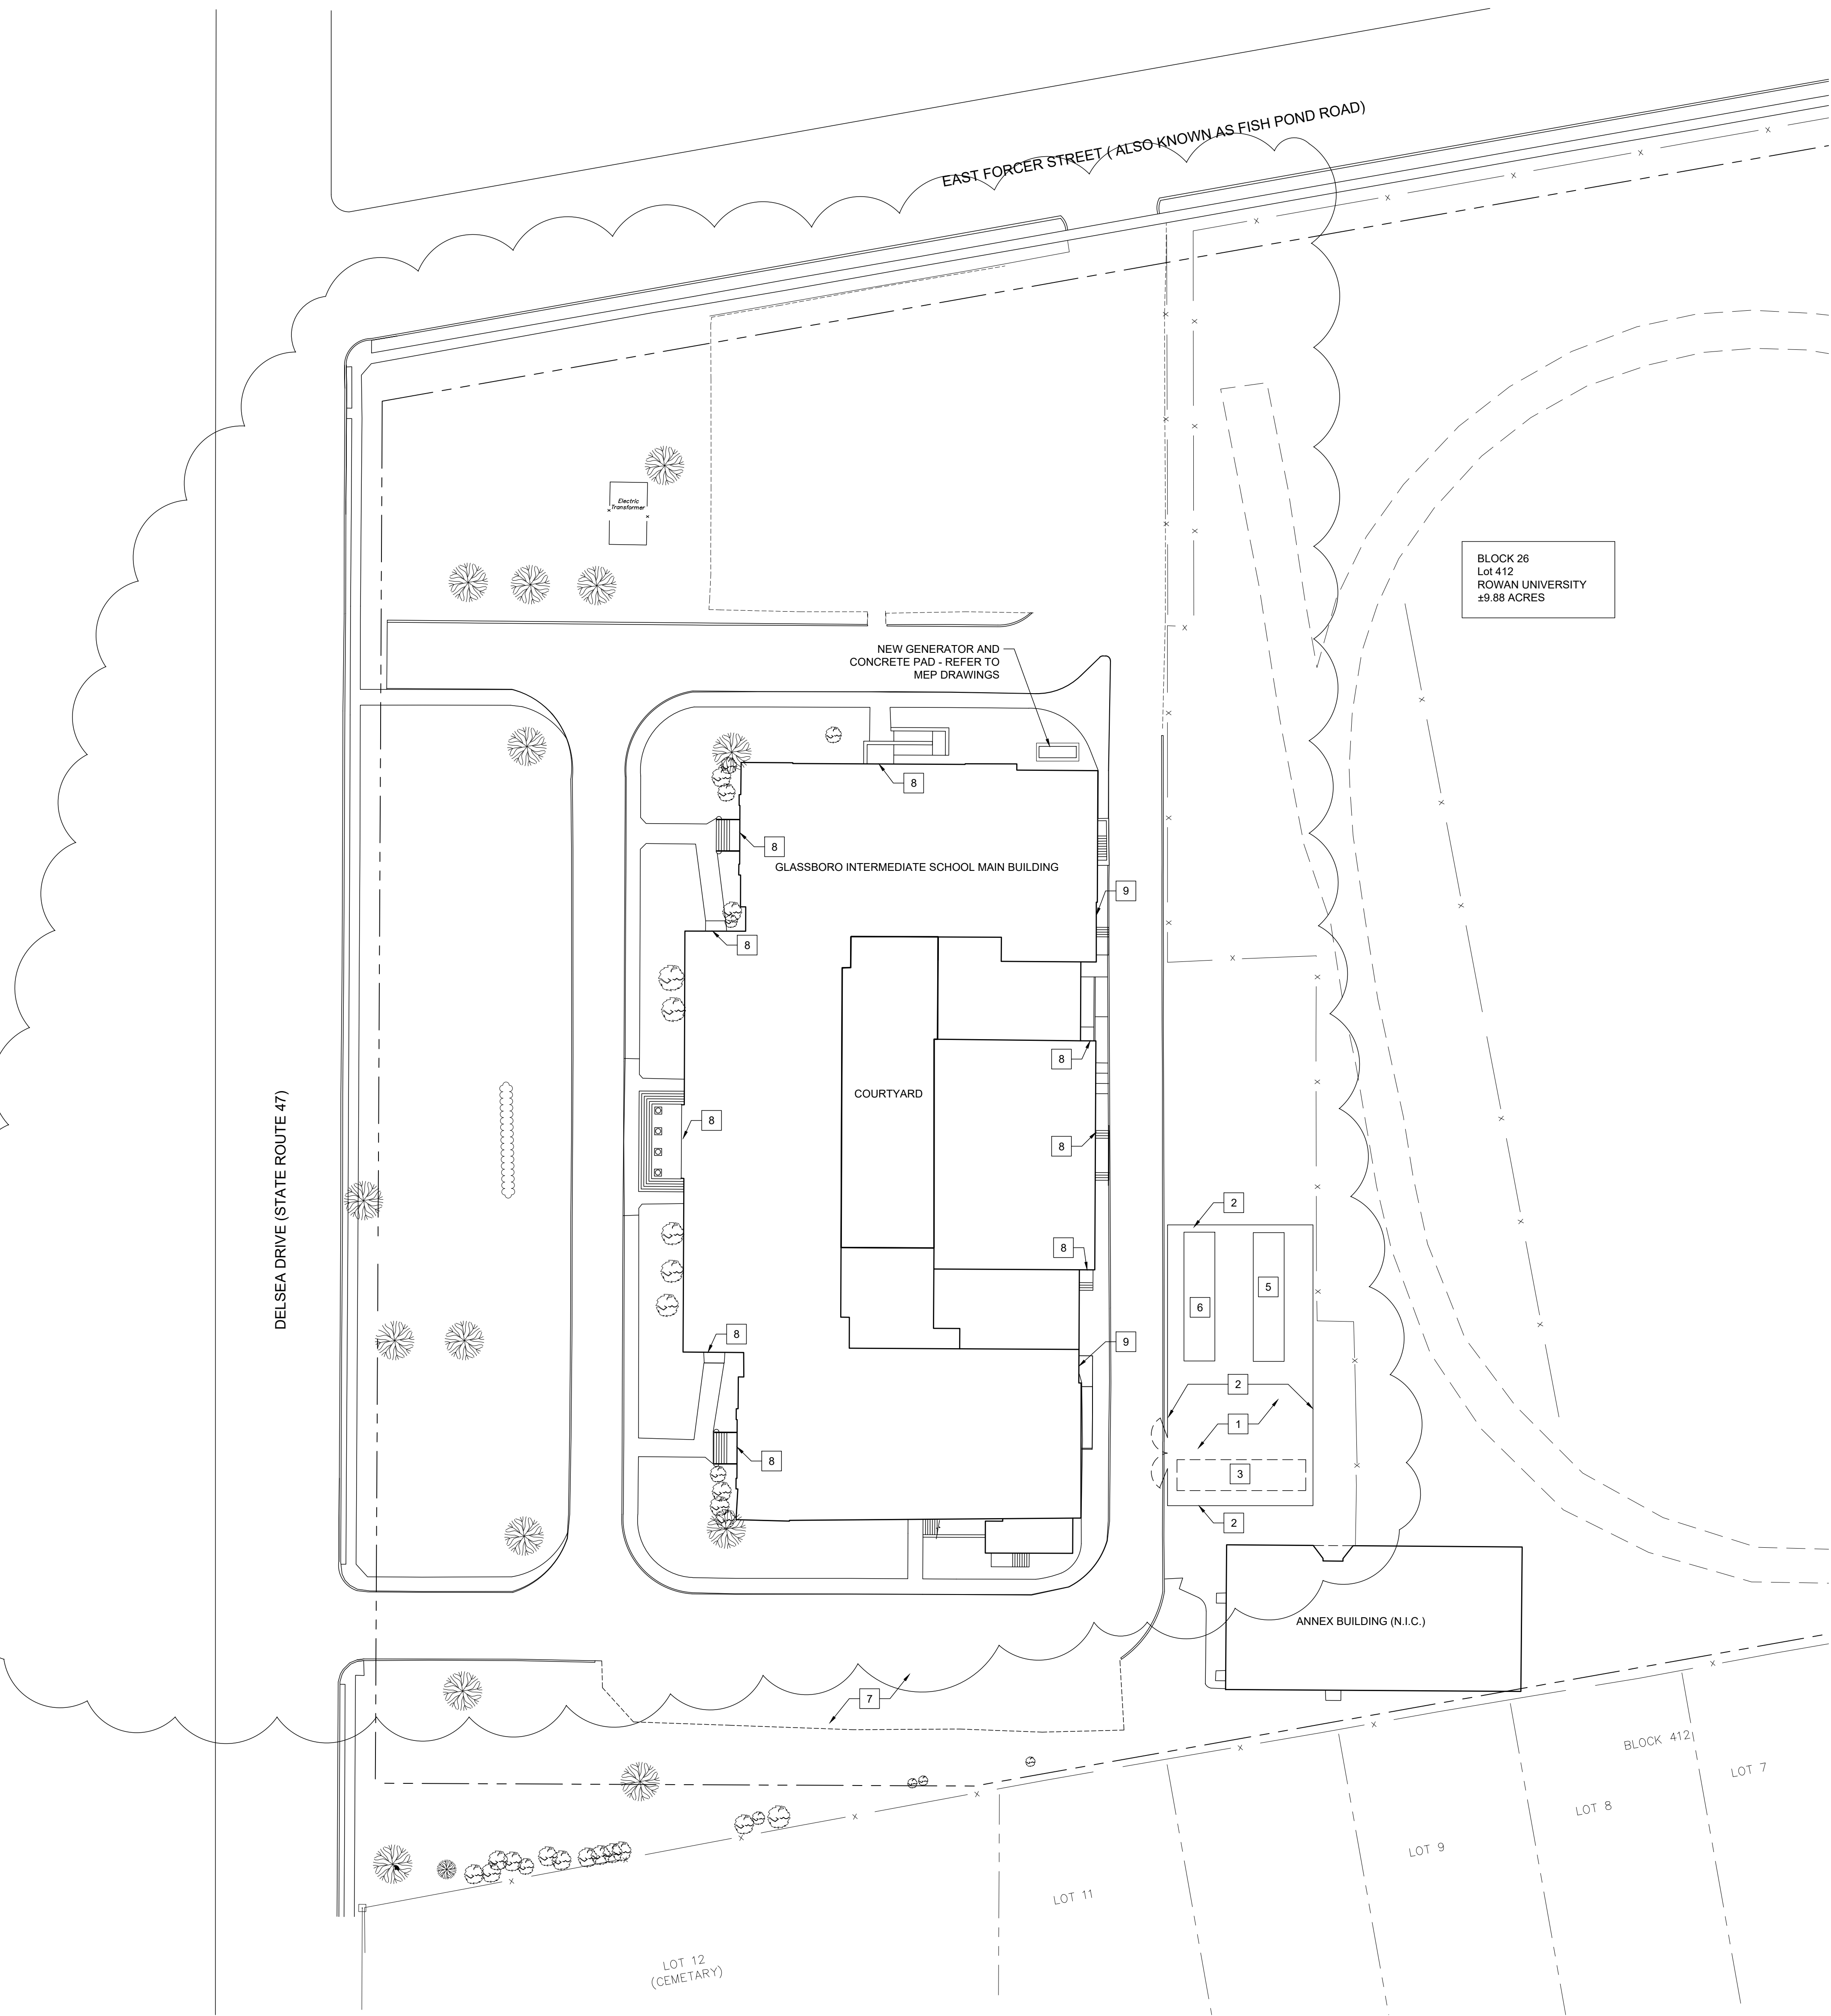 EAST FORCER STREET ( ALSO KNOWN AS FISH POND ROAD)
Electric
Transformer
BLOCK 26
Lot 412
ROWAN UNIVERSITY
±9.88 ACRES
NEW GENERATOR AND
CONCRETE PAD - REFER TO
MEP DRAWINGS
8
8
GLASSBORO INTERMEDIATE SCHOOL MAIN BUILDING
9
8
8
COURTYARD
8
8
DELSEA DRIVE (STATE ROUTE 47)
2
8
5
6
8
9
2
1
8
3
2
ANNEX BUILDING (N.I.C.)
7
BLOCK 412
LOT 7
LOT 8
LOT 9
LOT 11
LOT 12
(CEMETARY)